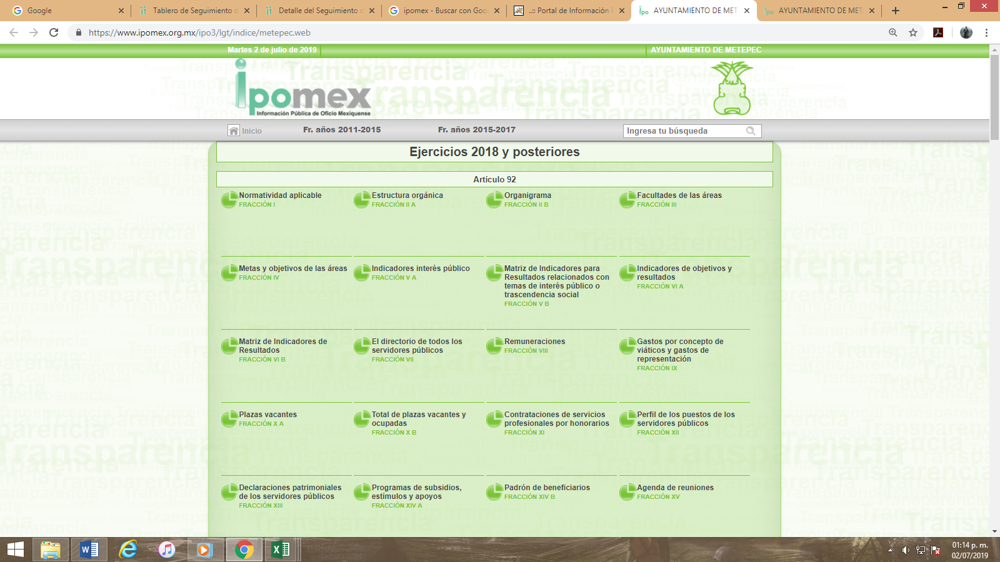 Google
Tablero de Seguimiento d
Detalle del Seguimiento d
ipomex - Buscar con Goo
..:: Portal de Información P
AYUNTAMIENTO DE MET
AYUNTAMIENTO DE MET
https://www.ipomex.org.mx/ipo3/lgt/indice/metepec.web
Martes 2 de julio de 2019
AYUNTAMIENTO DE METEPEC
ipomex
Información Pública de Oficio Mexiquense
Transparencia
Inicio
Fr. años 2011-2015
Fr. años 2015-2017
Ingresa tu búsqueda
Ejercicios 2018 y posteriores
Artículo 92
Normatividad aplicable
FRACCIÓN I
Estructura orgánica
FRACCIÓN II A
Organigrama
FRACCIÓN II B
Facultades de las áreas
FRACCIÓN III
Metas y objetivos de las áreas
FRACCIÓN IV
Indicadores interés público
FRACCIÓN V A
Matriz de Indicadores para
Resultados relacionados con
temas de interés público o
trascendencia social
FRACCIÓN V B
Indicadores de objetivos y
resultados
FRACCIÓN VI A
Matriz de Indicadores de
Resultados
FRACCIÓN VI B
El directorio de todos los
servidores públicos
FRACCIÓN VII
Remuneraciones
FRACCIÓN VIII
Gastos por concepto de
viáticos y gastos de
representación
FRACCIÓN IX
Plazas vacantes
FRACCIÓN X A
Total de plazas vacantes y
ocupadas
FRACCIÓN X B
Contrataciones de servicios
profesionales por honorarios
FRACCIÓN XI
Perfil de los puestos de los
servidores públicos
FRACCIÓN XII
Declaraciones patrimoniales
de los servidores públicos
FRACCIÓN XIII
Programas de subsidios,
estímulos y apoyos
FRACCIÓN XIV A
Padrón de beneficiarios
FRACCIÓN XIV B
Agenda de reuniones
FRACCIÓN XV
01:14 p. m.
02/07/2019